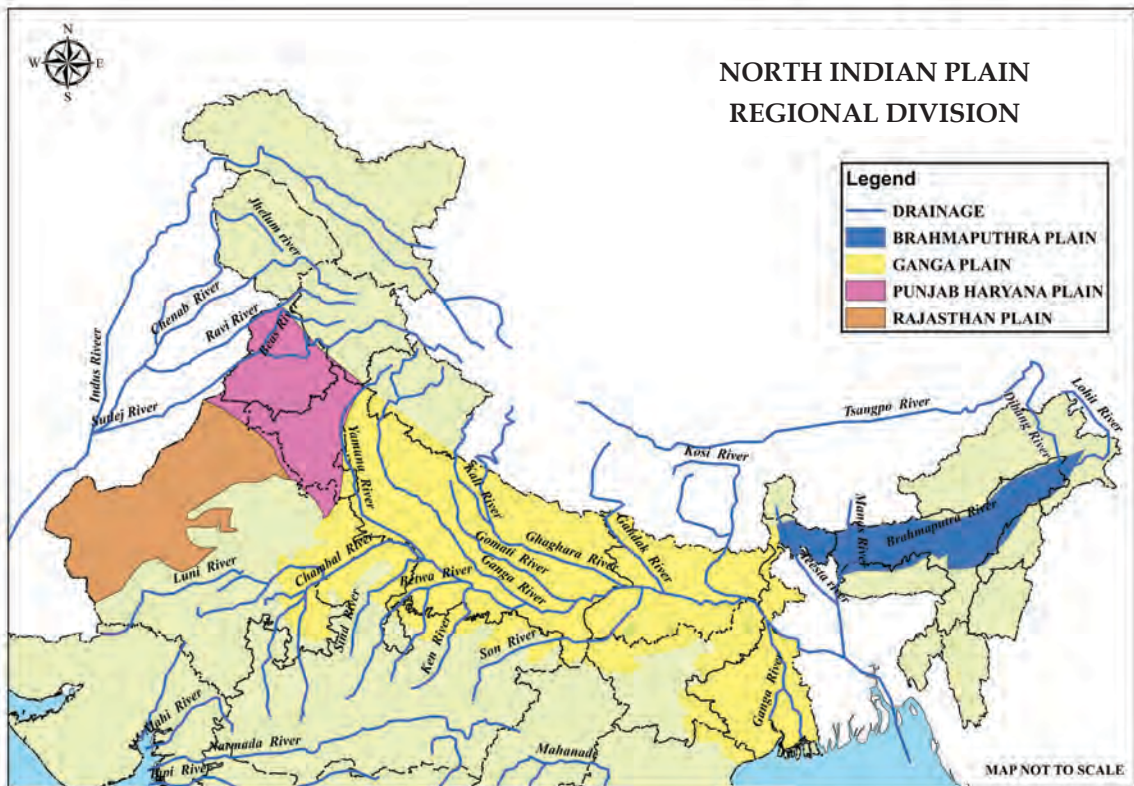 N
W E
S
NORTH INDIAN PLAIN
REGIONAL DIVISION
Legend
DRAINAGE
BRAHMAPUTHRA PLAIN
GANGA PLAIN
PUNJAB HARYANA PLAIN
RAJASTHAN PLAIN
Jhelum river
Chenab River
Ravi River
Beas River
Indus Riveer
Sutlej River
Tsangpo River
Lohit River
Dibang River
Kosi River
Yamuna River
Kali River
Manas River
Brahmaputra River
Gandak River
Ghaghara River
Gomati River
Teesta river
Chambal River
Luni River
Betwa River
Ganga River
Sind River
Ken River
Son River
Ganga River
Mahi River
Narmada River
Mahanadi
Tapi River
MAP NOT TO SCALE